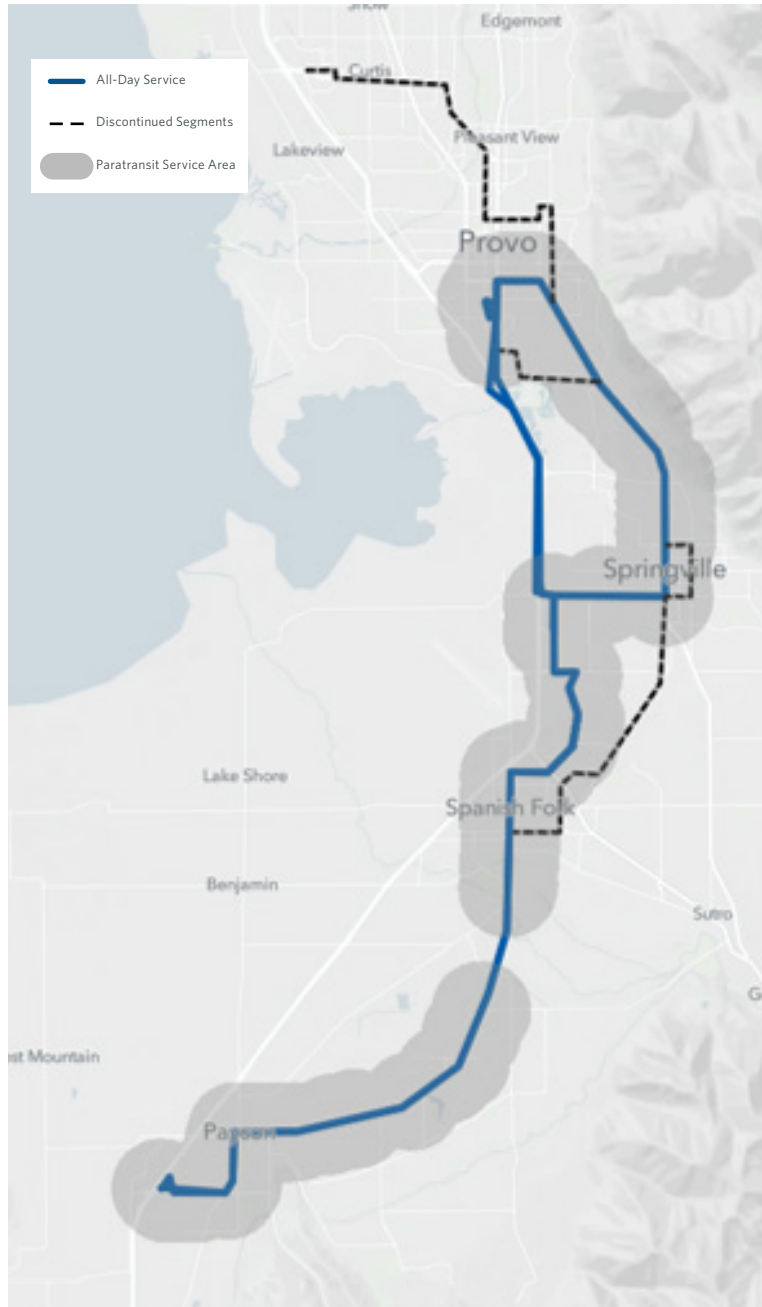 Edgemont
All-Day Service
Curtis
Discontinued Segments
Pleasant View
Lakeview
Paratransit Service Area
Provo
Springville
Lake Shore
Spanish Fork
Benjamin
Sutro
G
st Mountain
Payson